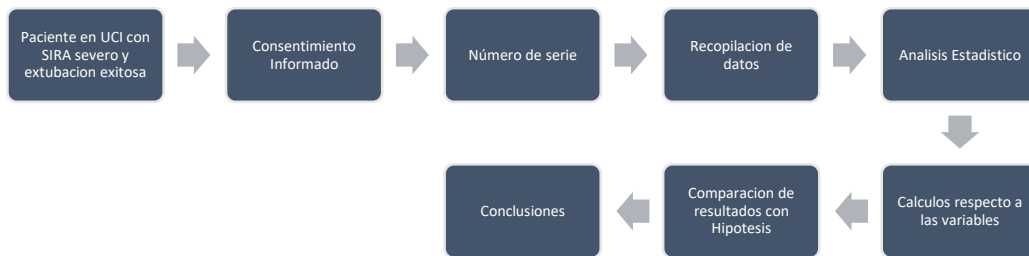 Paciente en UCI con
SIRA severo y
extubacion exitosa
Consentimiento
Informado
Número de serie
Recopilacion de
datos
Analisis Estadistico
Calculos respecto a
las variables
Comparacion de
resultados con
Hipotesis
Conclusiones